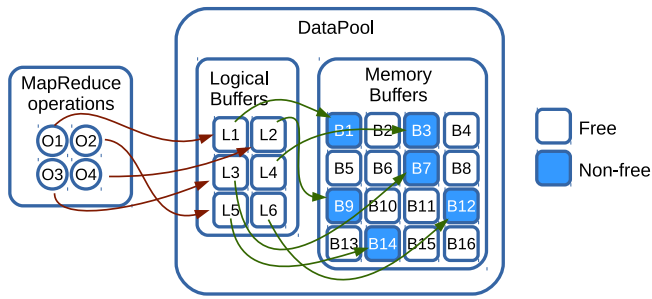 DataPool
MapReduce
operations
O1 O2
O3 O4
Logical
Buffers
L1 L2
L3 L4
L5 L6
Memory
Buffers
B1 B2 B3 B4
B5 B6 B7 B8
B9 B10 B11 B12
B13 B14 B15 B16
Free
Non-free